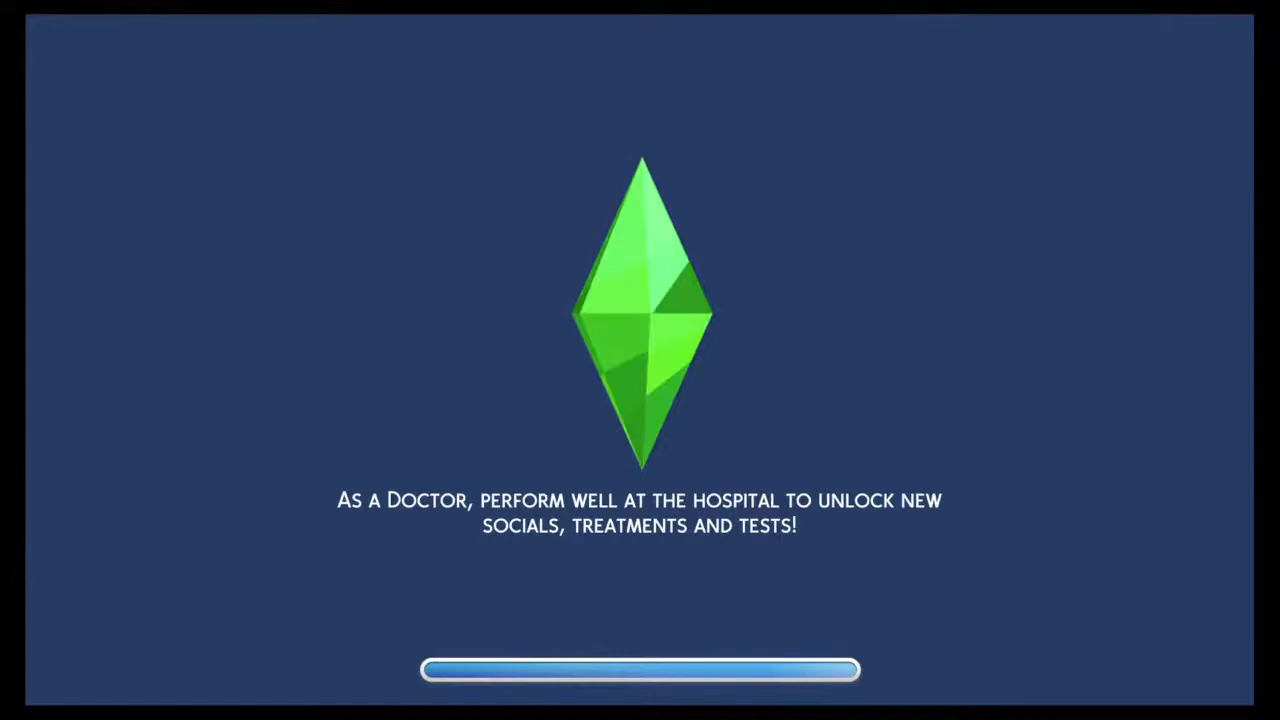 As a Doctor, perform well at the hospital to unlock new
socials, treatments and tests!